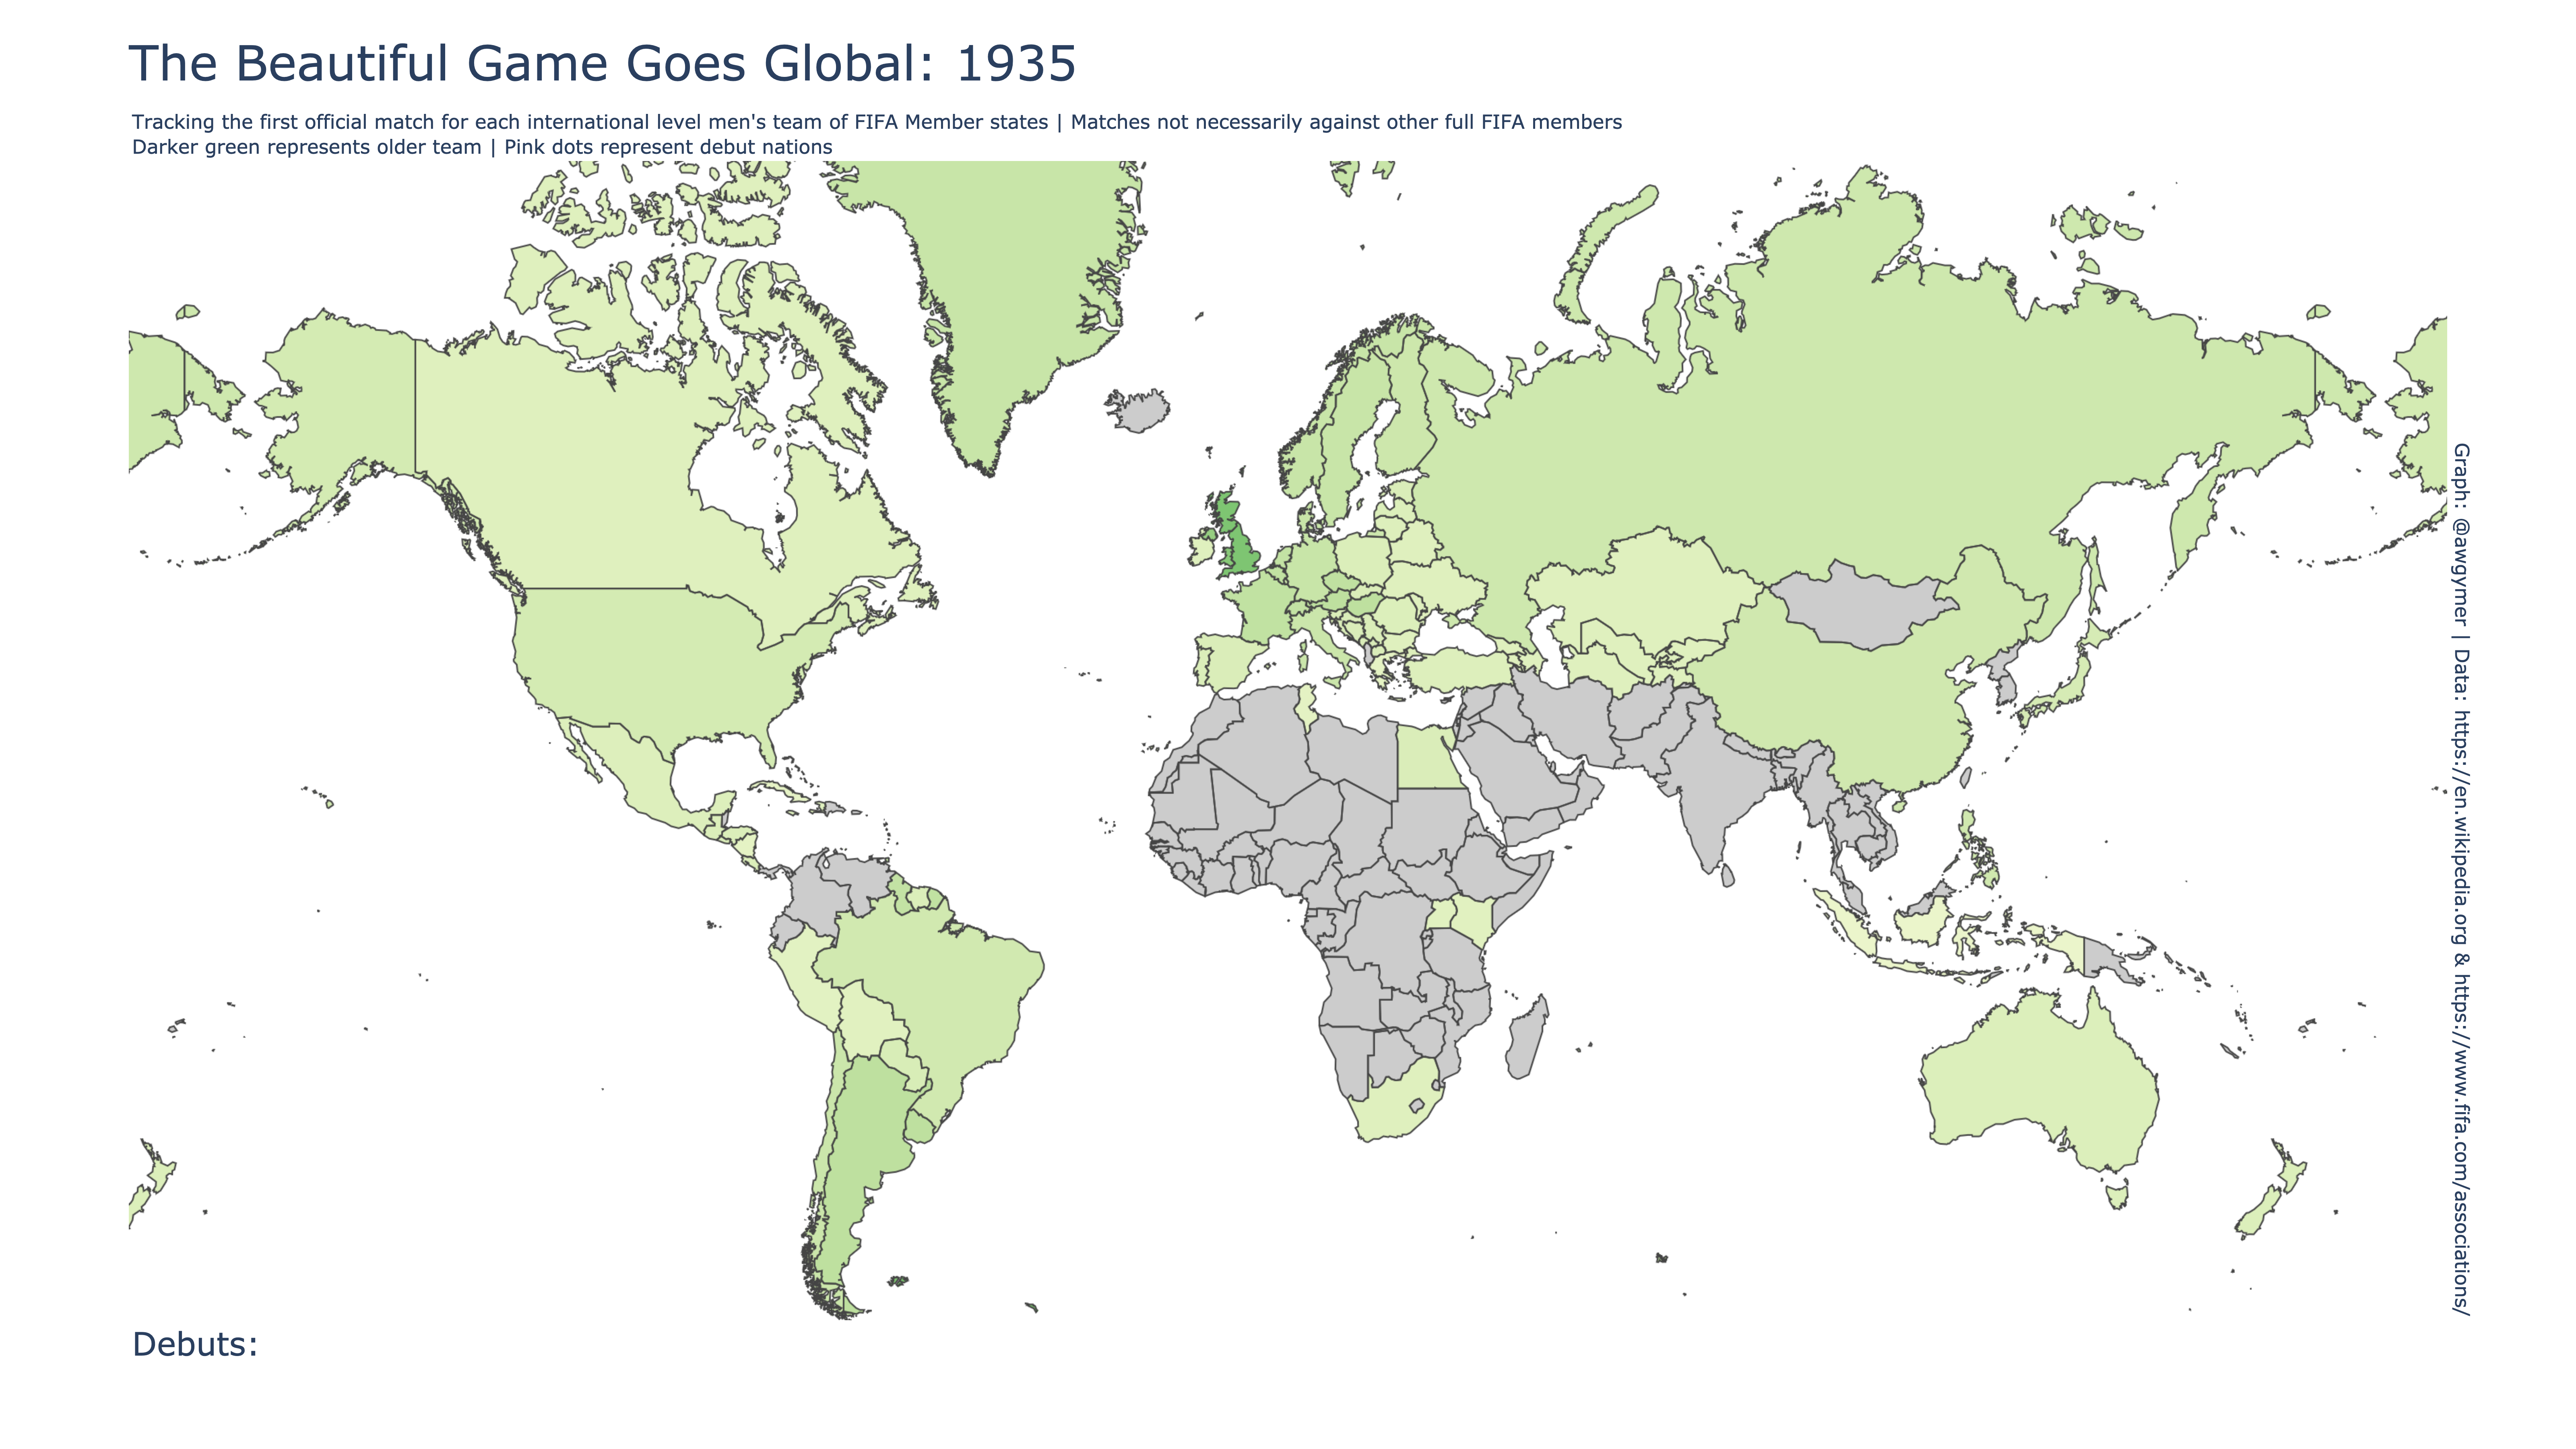 The Beautiful Game Goes Global: 1935
Tracking the first official match for each international level men's team of FIFA Member states | Matches not necessarily against other full FIFA members
Darker green represents older team | Pink dots represent debut nations
Graph: @awgymer | Data: https://en.wikipedia.org & https://www.fifa.com/associations/
Debuts: